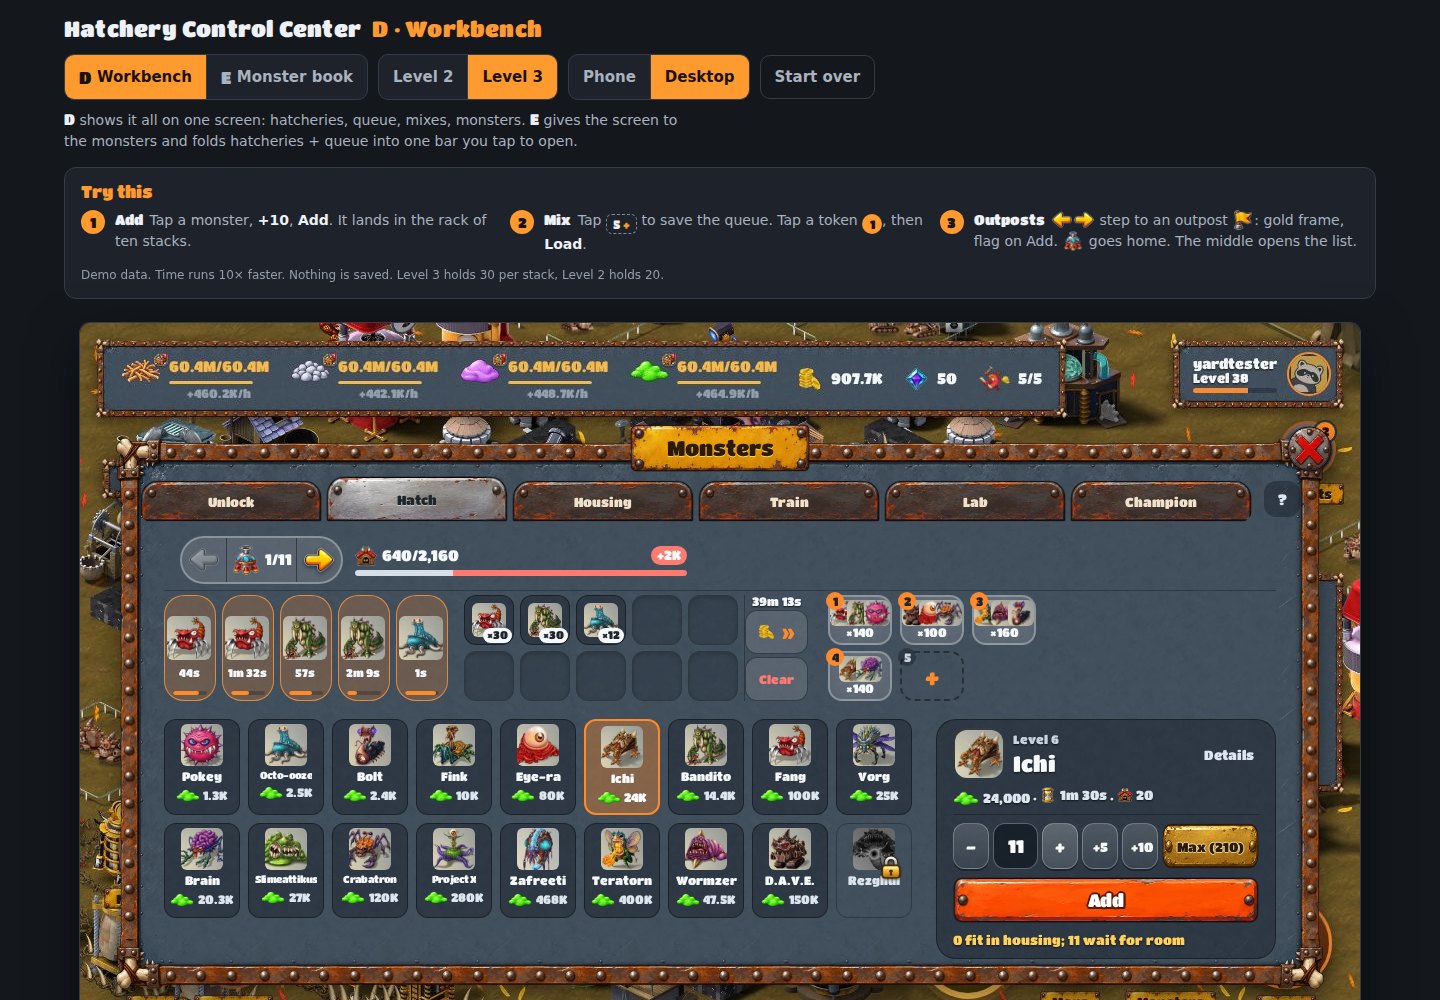 Hatchery Control Center D · Workbench
D Workbench E Monster book Level 2 Level 3 Phone Desktop Start over
D shows it all on one screen: hatcheries, queue, mixes, monsters. E gives the screen to
the monsters and folds hatcheries + queue into one bar you tap to open.
Try this
1 Add Tap a monster, +10, Add. It lands in the rack of
ten stacks.
2 Mix Tap 5 + to save the queue. Tap a token 1, then
Load.
3 Outposts step to an outpost : gold frame,
flag on Add. goes home. The middle opens the list.
Demo data. Time runs 10× faster. Nothing is saved. Level 3 holds 30 per stack, Level 2 holds 20.
60.4M/60.4M 60.4M/60.4M 60.4M/60.4M 60.4M/60.4M 907.7K 50 5/5
+460.2K/h +442.1K/h +448.7K/h +464.9K/h
yardtester
Level 38
Monsters
Unlock Hatch Housing Train Lab Champion ?
1/11 640/2,160 +2K
44s 1m 32s 57s 2m 9s 1s
×30 ×30 ×12
39m 13s
Clear
1 ×140 2 ×100 3 ×160
4 ×140 5 +
Pokey Octo-ooze Bolt Fink Eye-ra Ichi Bandito Fang Vorg
1.3K 2.5K 2.4K 10K 80K 24K 14.4K 100K 25K
Brain Slimeattikus Crabatron Project X Zafreeti Teratorn Wormzer D.A.V.E. Rezghul
20.3K 27K 120K 280K 468K 400K 47.5K 150K
Level 6
Ichi
Details
24,000 · 1m 30s · 20
- 11 + +5 +10 Max (210)
Add
0 fit in housing; 11 wait for room